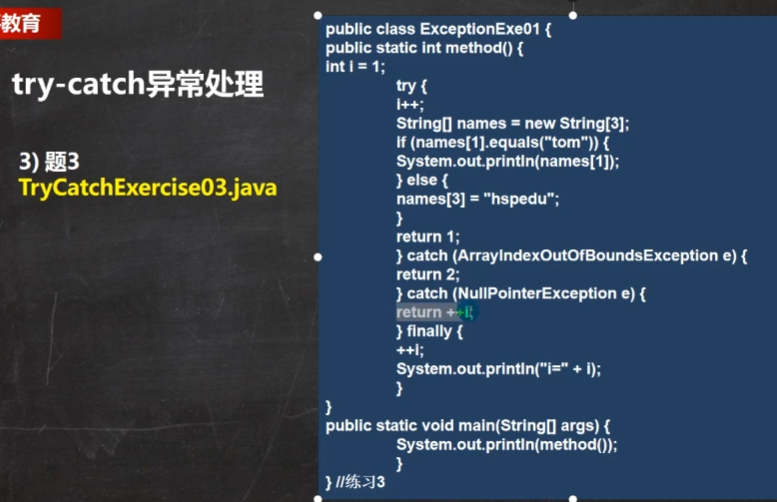 教育
try-catch异常处理
3) 题3
TryCatchExercise03.java
public class ExceptionExe01 {
public static int method() {
int i = 1;
try {
i++;
String[] names = new String[3];
if (names[1].equals("tom")) {
System.out.println(names[1]);
} else {
names[3] = "hspedu";
}
return 1;
} catch (ArrayIndexOutOfBoundsException e) {
return 2;
} catch (NullPointerException e) {
return ++i;
} finally {
++i;
System.out.println("i=" + i);
}
}
public static void main(String[] args) {
System.out.println(method());
}
} //练习3